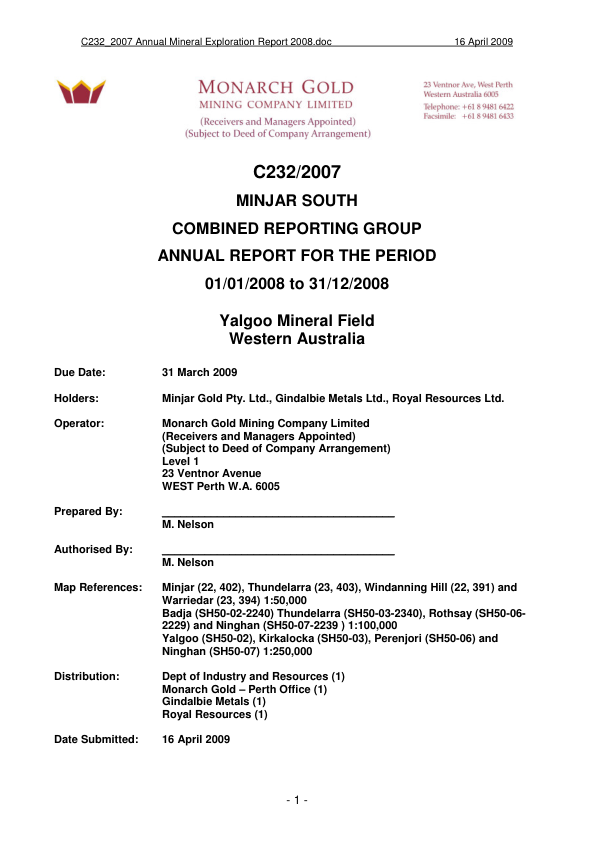 C232_2007 Annual Mineral Exploration Report 2008.doc 16 April 2009
MONARCH GOLD
MINING COMPANY LIMITED
(Receivers and Managers Appointed)
(Subject to Deed of Company Arrangement)
23 Ventnor Ave, West Perth
Western Australia 6005
Telephone: +61 8 9481 6422
Facsimile: +61 8 9481 6433
C232/2007
MINJAR SOUTH
COMBINED REPORTING GROUP
ANNUAL REPORT FOR THE PERIOD
01/01/2008 to 31/12/2008
Yalgoo Mineral Field
Western Australia
Due Date: 31 March 2009
Holders: Minjar Gold Pty. Ltd., Gindalbie Metals Ltd., Royal Resources Ltd.
Operator: Monarch Gold Mining Company Limited
(Receivers and Managers Appointed)
(Subject to Deed of Company Arrangement)
Level 1
23 Ventnor Avenue
WEST Perth W.A. 6005
Prepared By:
M. Nelson
Authorised By:
M. Nelson
Map References: Minjar (22, 402), Thundelarra (23, 403), Windanning Hill (22, 391) and
Warriedar (23, 394) 1:50,000
Badja (SH50-02-2240) Thundelarra (SH50-03-2340), Rothsay (SH50-06-
2229) and Ninghan (SH50-07-2239 ) 1:100,000
Yalgoo (SH50-02), Kirkalocka (SH50-03), Perenjori (SH50-06) and
Ninghan (SH50-07) 1:250,000
Distribution: Dept of Industry and Resources (1)
Monarch Gold – Perth Office (1)
Gindalbie Metals (1)
Royal Resources (1)
Date Submitted: 16 April 2009
- 1 -